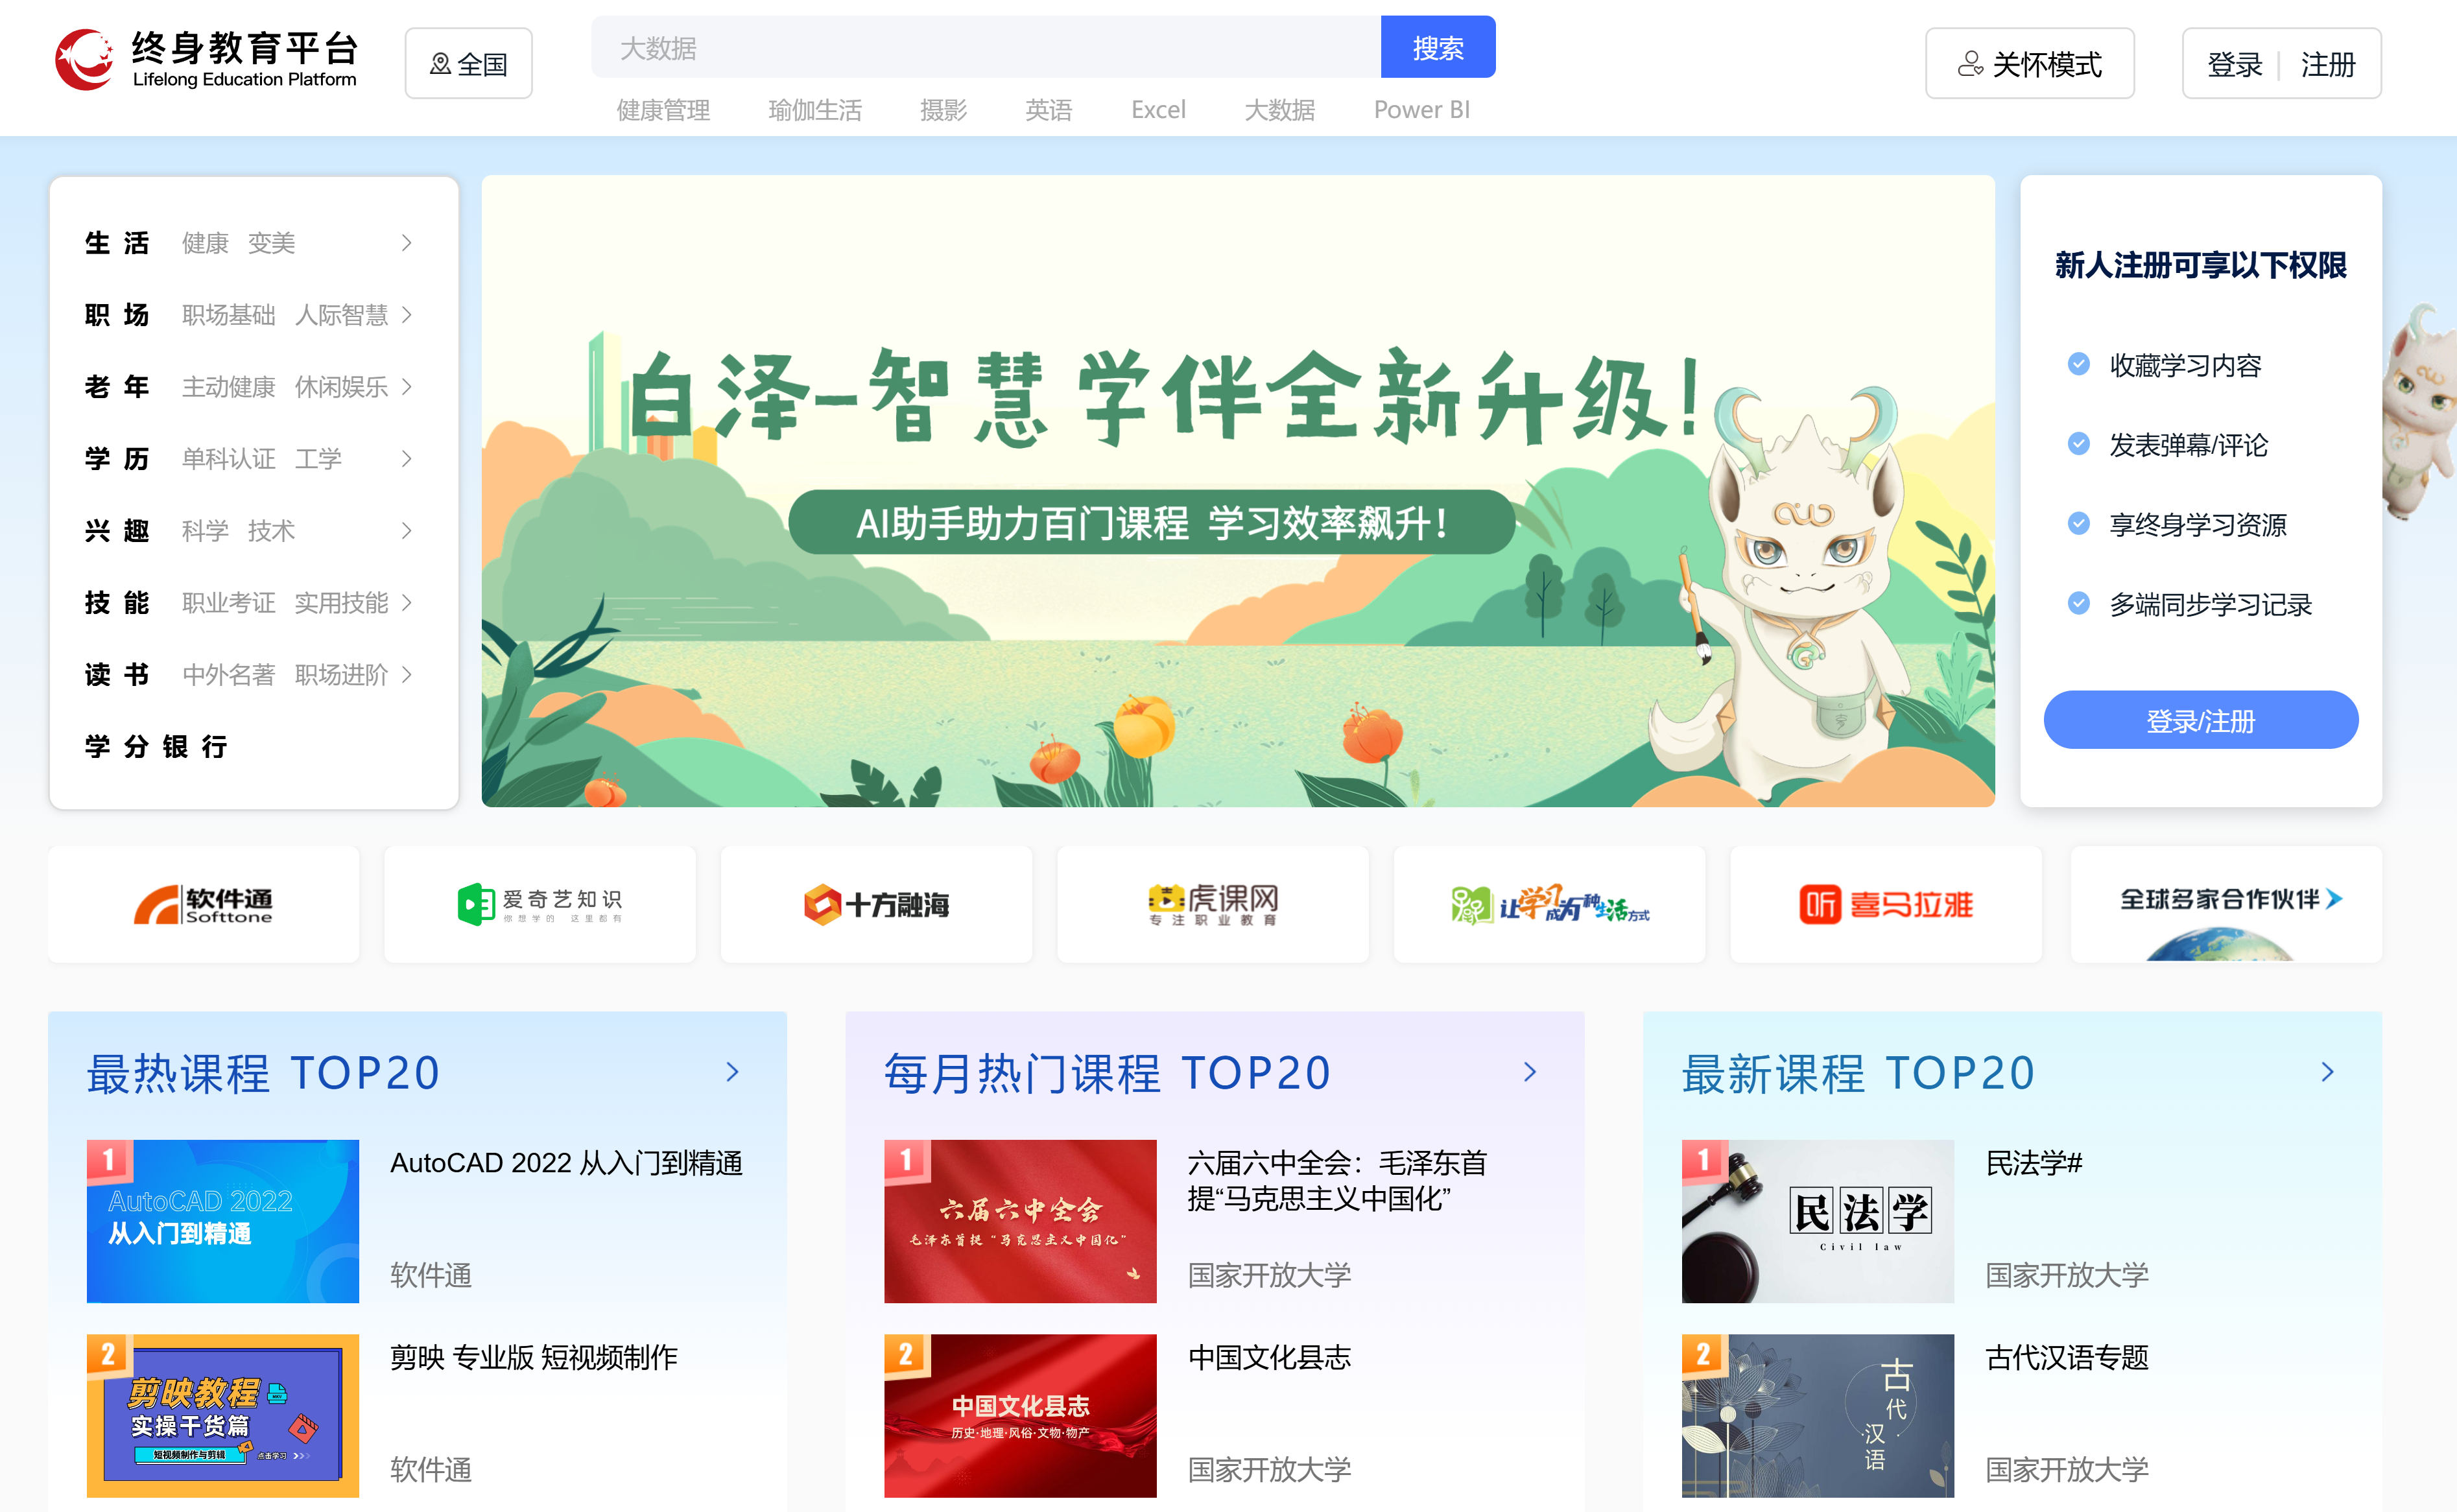 终身教育平台
Lifelong Education Platform
全国
大数据
搜索
健康管理 瑜伽生活 摄影 英语 Excel 大数据 Power BI
关怀模式
登录 注册
生活 健康 变美
职场 职场基础 人际智慧
老年 主动健康 休闲娱乐
学历 单科认证 工学
兴趣 科学 技术
技能 职业考证 实用技能
读书 中外名著 职场进阶
学分银行
白泽-智慧学伴全新升级!
AI助手助力百门课程 学习效率飙升!
新人注册可享以下权限
收藏学习内容
发表弹幕/评论
享终身学习资源
多端同步学习记录
登录/注册
软件通
Softtone
爱奇艺知识
你想学的 这里都有
十方融海
虎课网
专注职业教育
让学习成为一种生活方式
听 喜马拉雅
全球多家合作伙伴
最热课程 TOP20
1
AutoCAD 2022
从入门到精通
AutoCAD 2022 从入门到精通
软件通
2
剪映教程
实操干货篇
短视频制作与剪辑
点击学习
剪映 专业版 短视频制作
软件通
每月热门课程 TOP20
1
六届六中全会
毛泽东首提“马克思主义中国化”
六届六中全会：毛泽东首
提“马克思主义中国化”
国家开放大学
2
中国文化县志
历史·地理·风俗·文物·物产
中国文化县志
国家开放大学
最新课程 TOP20
1
民法学
Civil law
民法学#
国家开放大学
2
古代
汉语
古代汉语专题
国家开放大学